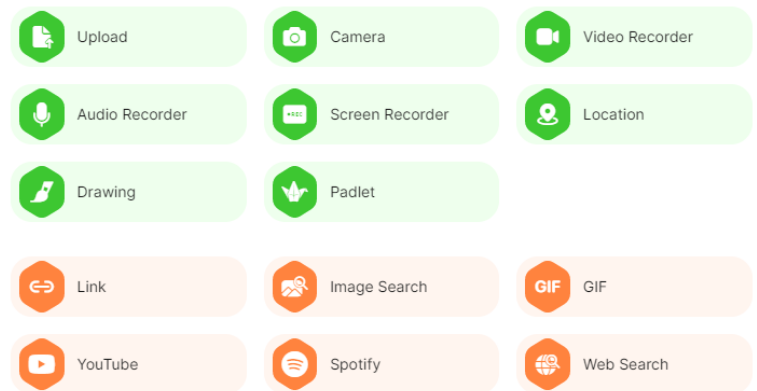 Upload
Camera
Video Recorder
Audio Recorder
Screen Recorder
Location
Drawing
Padlet
Link
Image Search
GIF
GIF
YouTube
Spotify
Web Search